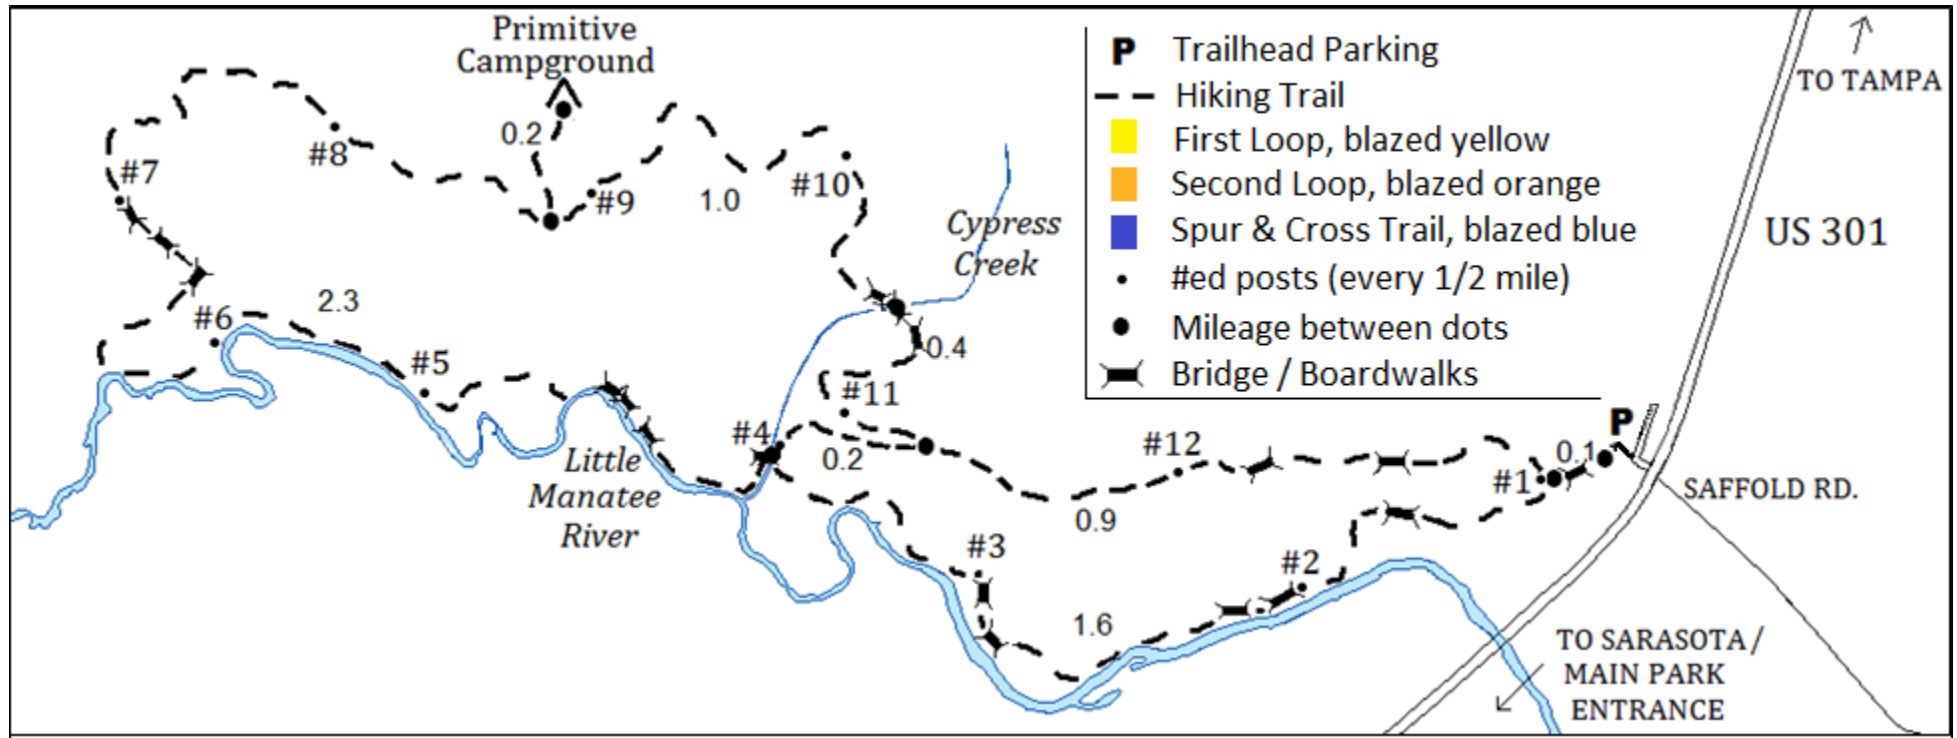 Primitive
Campground
0.2
#7
#8
#9
1.0
#10
Cypress
Creek
#6
2.3
#5
0.4
#11
#4
0.2
Little
Manatee
River
#12
0.9
#3
1.6
#2
#1
0.1
P
P Trailhead Parking
Hiking Trail
First Loop, blazed yellow
Second Loop, blazed orange
Spur & Cross Trail, blazed blue
#ed posts (every 1/2 mile)
Mileage between dots
Bridge / Boardwalks
TO TAMPA
US 301
SAFFOLD RD.
TO SARASOTA/
MAIN PARK
ENTRANCE